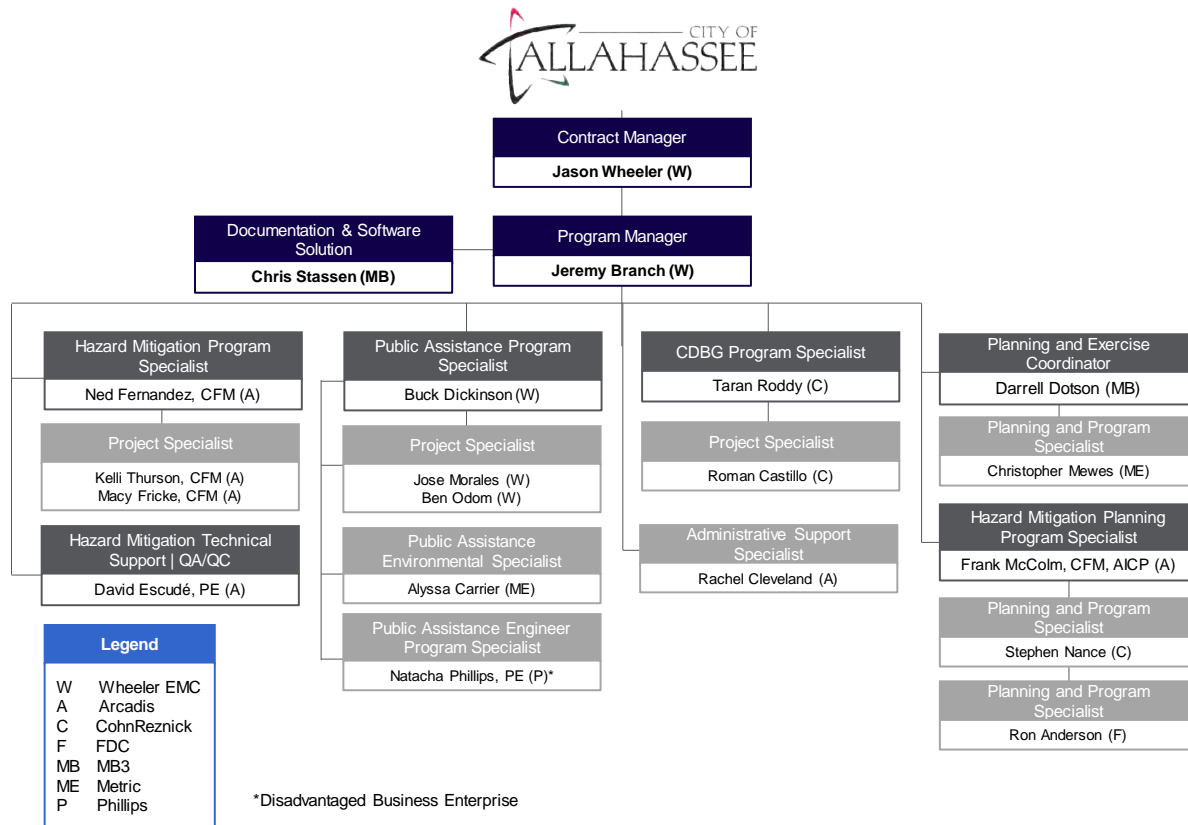 CITY OF
TALLAHASSEE
Contract Manager
Jason Wheeler (W)
Documentation & Software
Solution
Chris Stassen (MB)
Program Manager
Jeremy Branch (W)
Hazard Mitigation Program
Specialist
Ned Fernandez, CFM (A)
Project Specialist
Kelli Thurson, CFM (A)
Macy Fricke, CFM (A)
Hazard Mitigation Technical
Support | QA/QC
David Escudé, PE (A)
Public Assistance Program
Specialist
Buck Dickinson (W)
Project Specialist
Jose Morales (W)
Ben Odom (W)
Public Assistance
Environmental Specialist
Alyssa Carrier (ME)
Public Assistance Engineer
Program Specialist
Natacha Phillips, PE (P)*
CDBG Program Specialist
Taran Roddy (C)
Project Specialist
Roman Castillo (C)
Administrative Support
Specialist
Rachel Cleveland (A)
Planning and Exercise
Coordinator
Darrell Dotson (MB)
Planning and Program
Specialist
Christopher Mewes (ME)
Hazard Mitigation Planning
Program Specialist
Frank McColm, CFM, AICP (A)
Planning and Program
Specialist
Stephen Nance (C)
Planning and Program
Specialist
Ron Anderson (F)
Legend
W Wheeler EMC
A Arcadis
C CohnReznick
F FDC
MB MB3
ME Metric
P Phillips
*Disadvantaged Business Enterprise